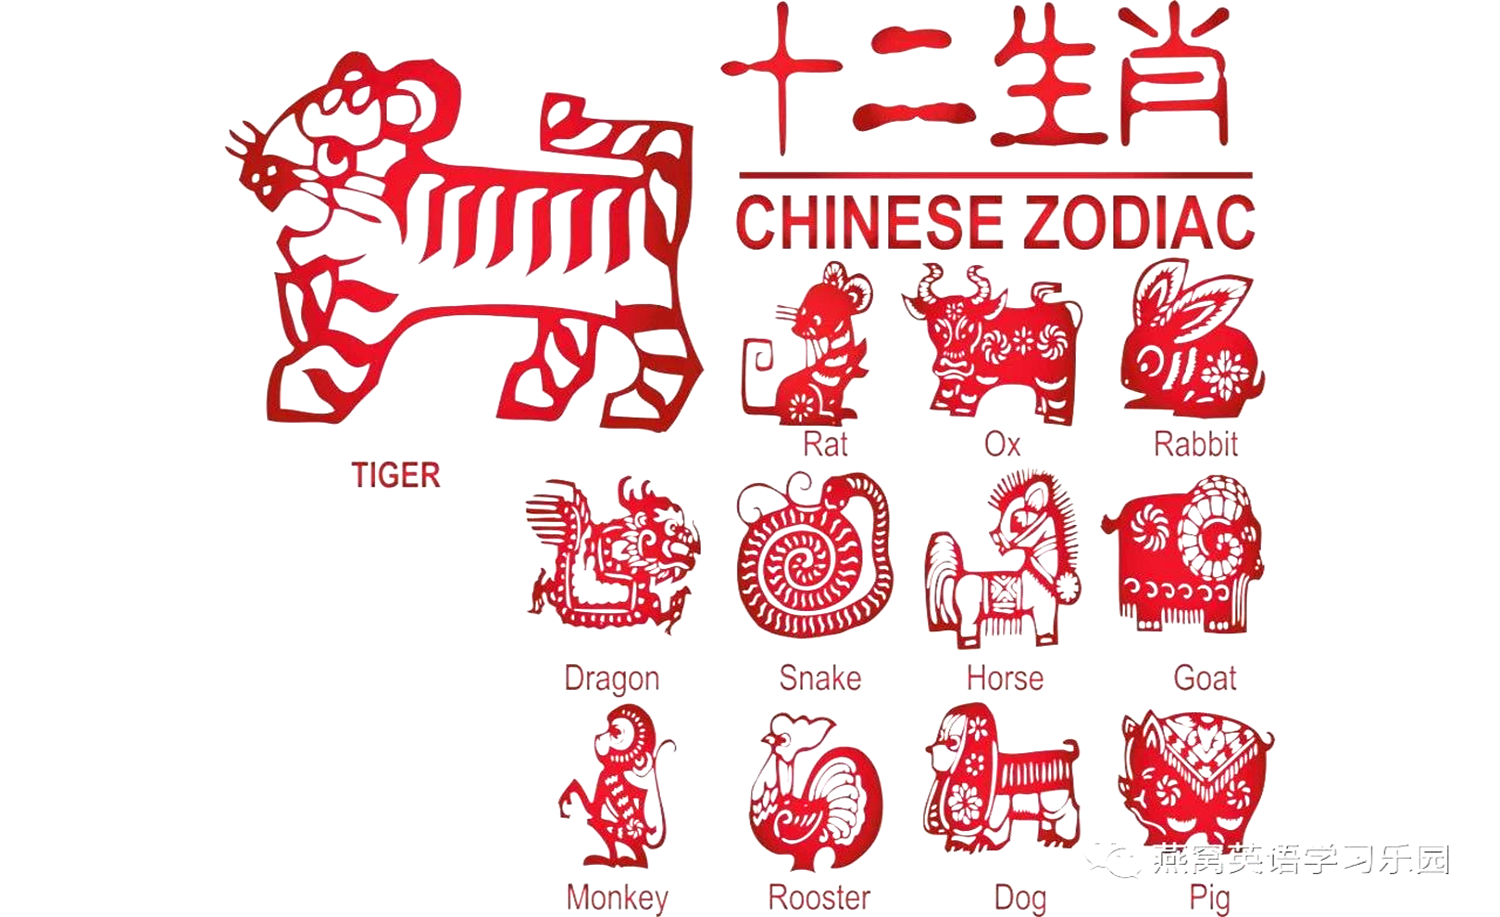 十二生肖
CHINESE ZODIAC
TIGER
Rat
Ox
Rabbit
Dragon
Snake
Horse
Goat
Monkey
Rooster
Dog
Pig
燕窝英语学习乐园